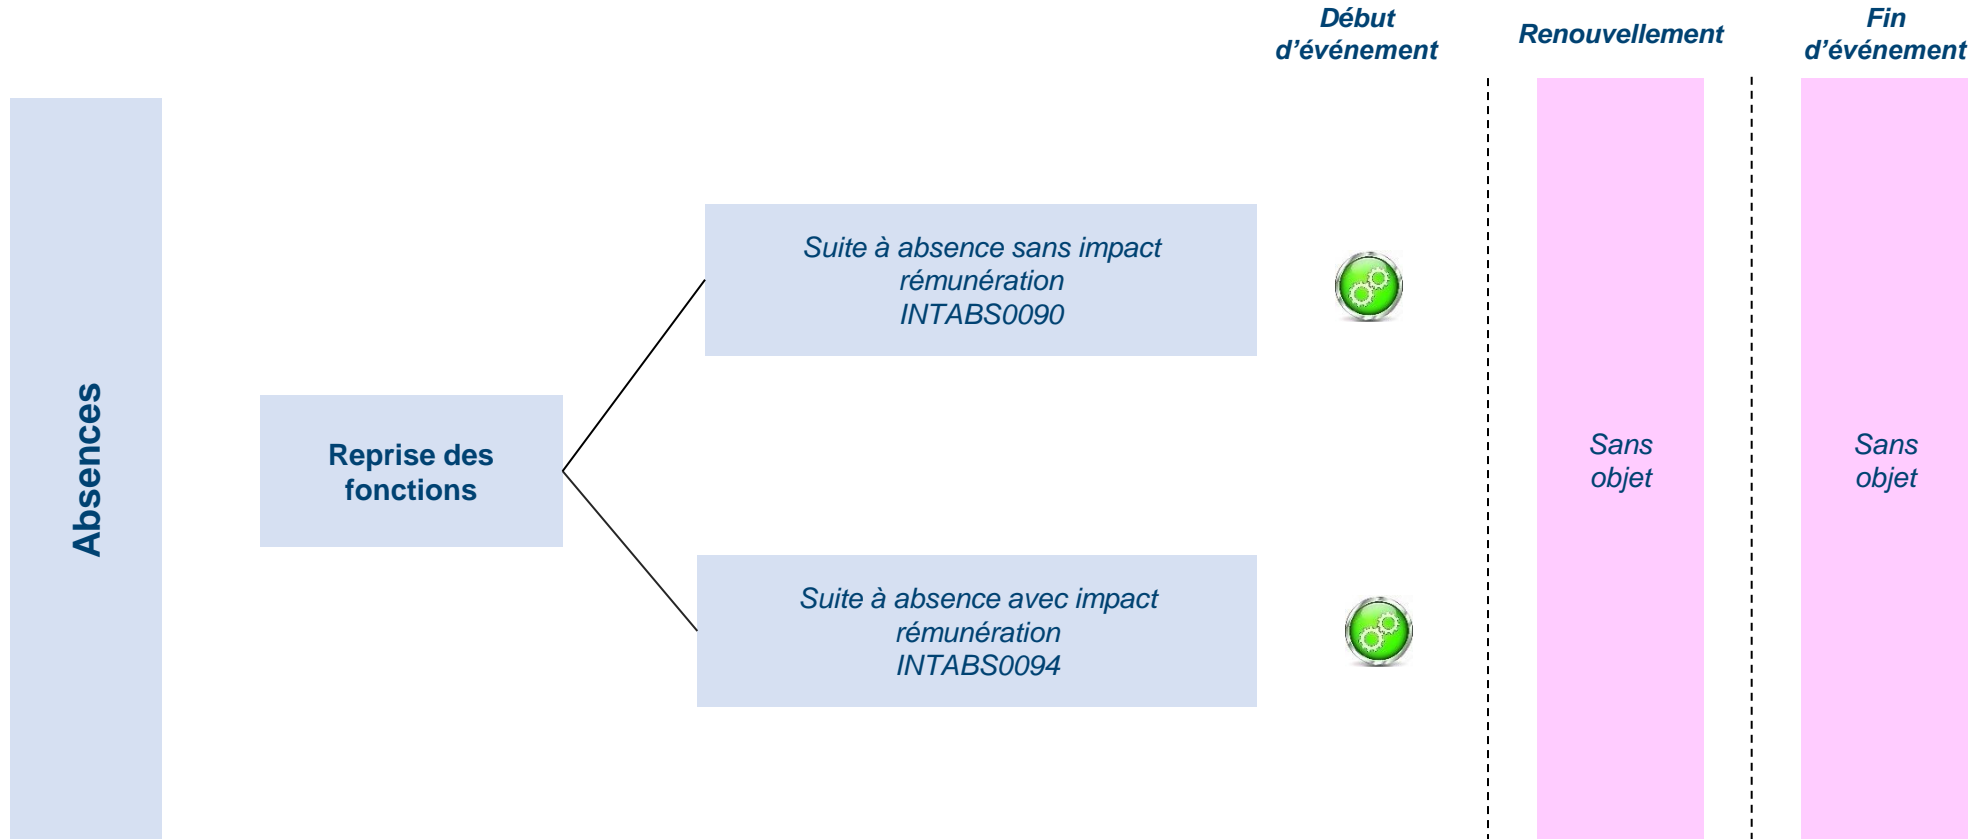 Début
d’événement
Renouvellement
Fin
d’événement
Absences
Reprise des
fonctions
Suite à absence sans impact
rémunération
INTABS0090
Suite à absence avec impact
rémunération
INTABS0094
Sans
objet
Sans
objet